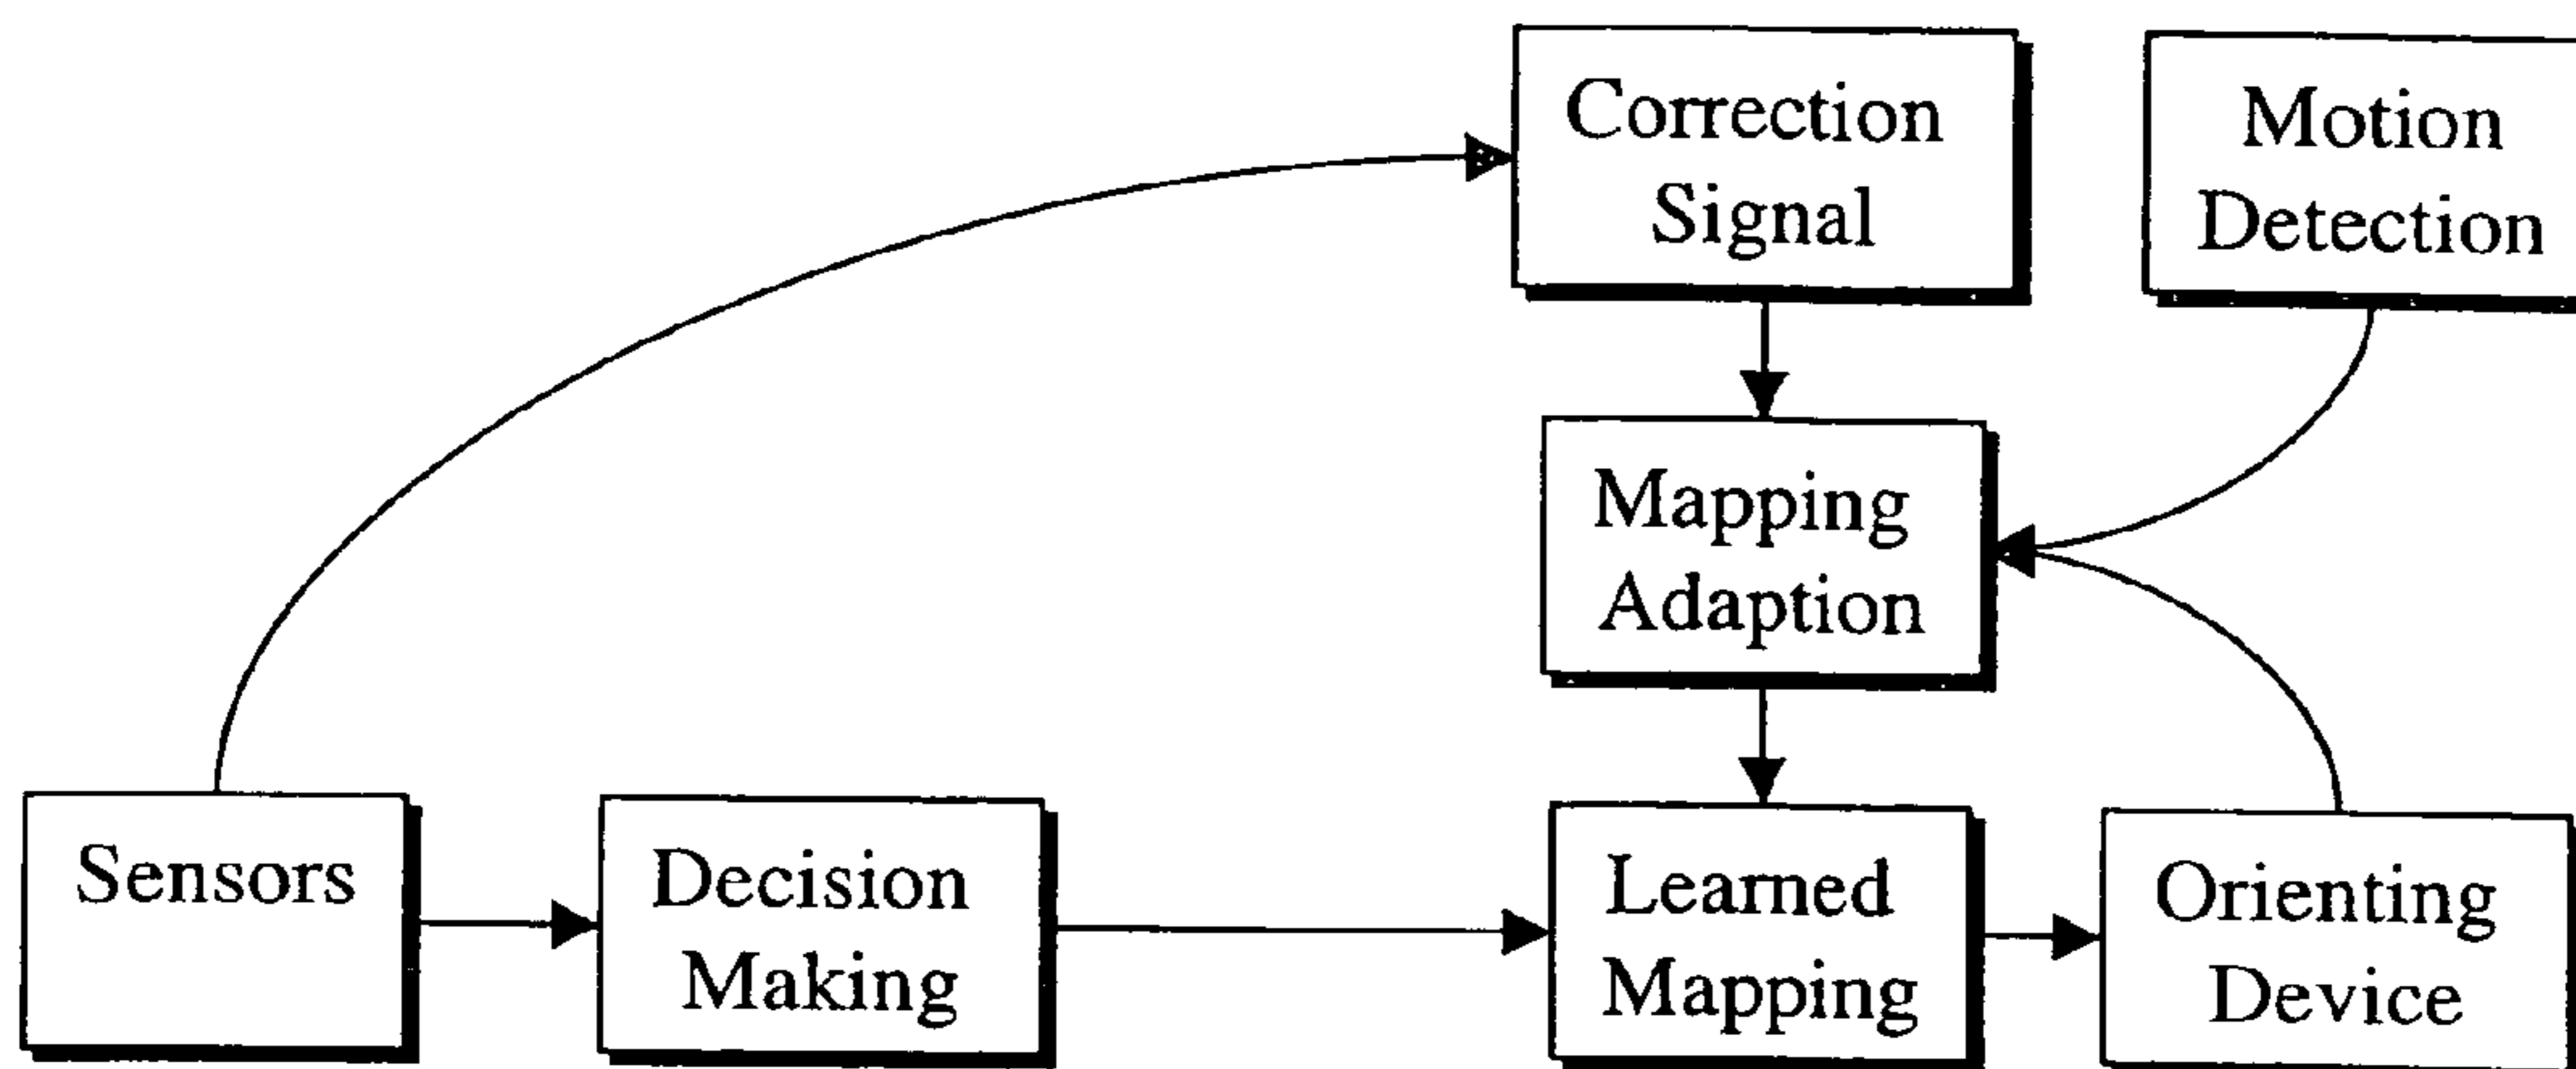 Correction
Signal
Motion
Detection
Mapping
Adaption
Sensors
Decision
Making
Learned
Mapping
Orienting
Device